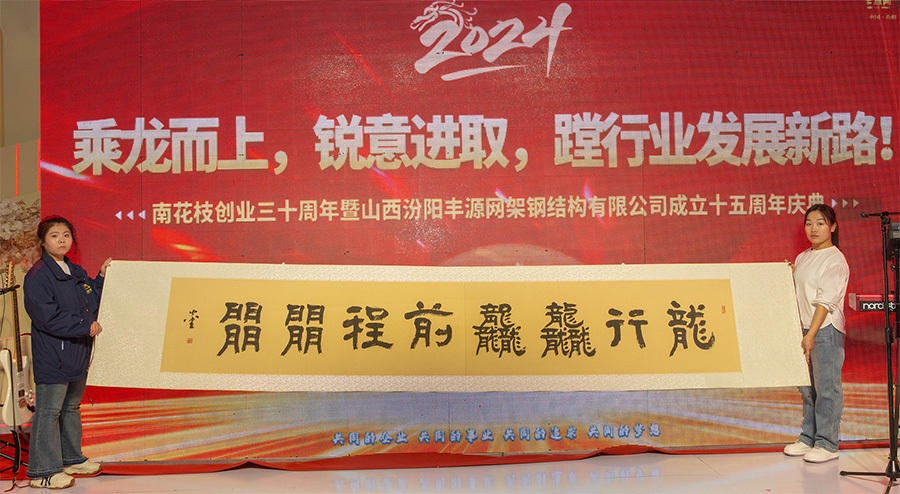 2024
乘龙而上，锐意进取，蹚行业发展新路！
南花枝创业三十周年暨山西汾阳丰源网架钢结构有限公司成立十五周年庆典
龍行龘龘前程朤朤
nord
共同的企业 共同的事业 共同的追求 共同的梦想